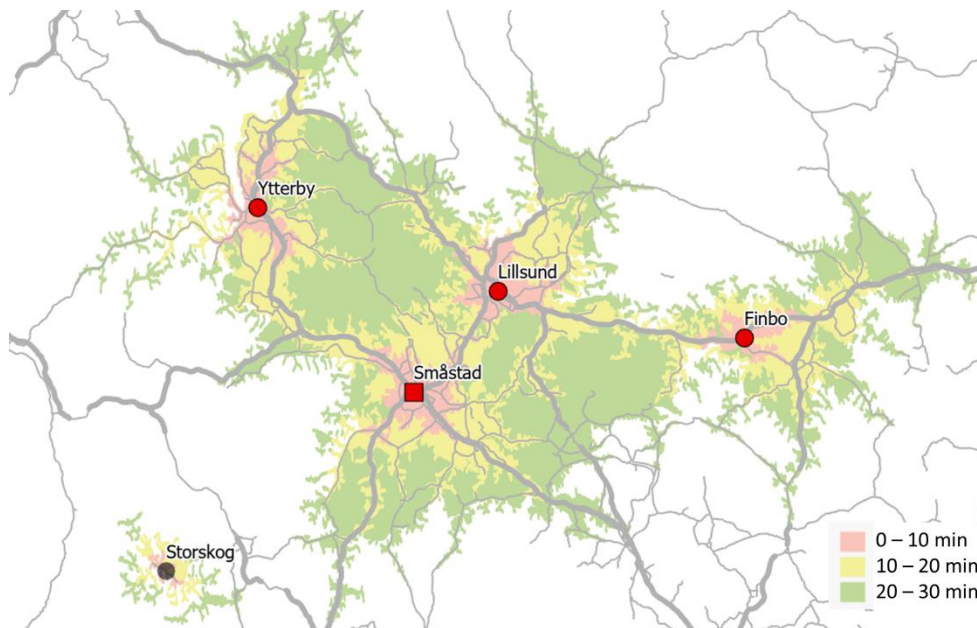 Ytterby
Lillsund
Finbo
Småstad
Storskog
0 – 10 min
10 – 20 min
20 – 30 min